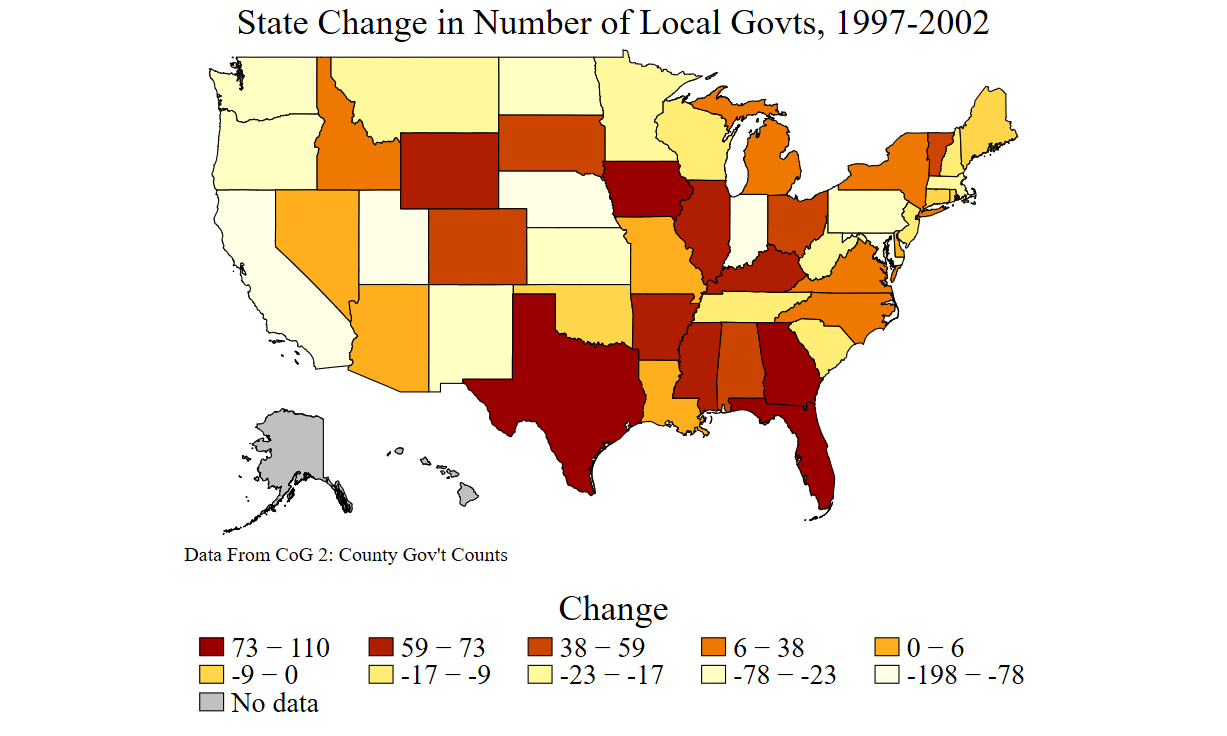 State Change in Number of Local Govts, 1997-2002
Data From CoG 2: County Gov't Counts
Change
73 − 110 59 − 73 38 − 59 6 − 38 0 − 6
-9 − 0 -17 − -9 -23 − -17 -78 − -23 -198 − -78
No data